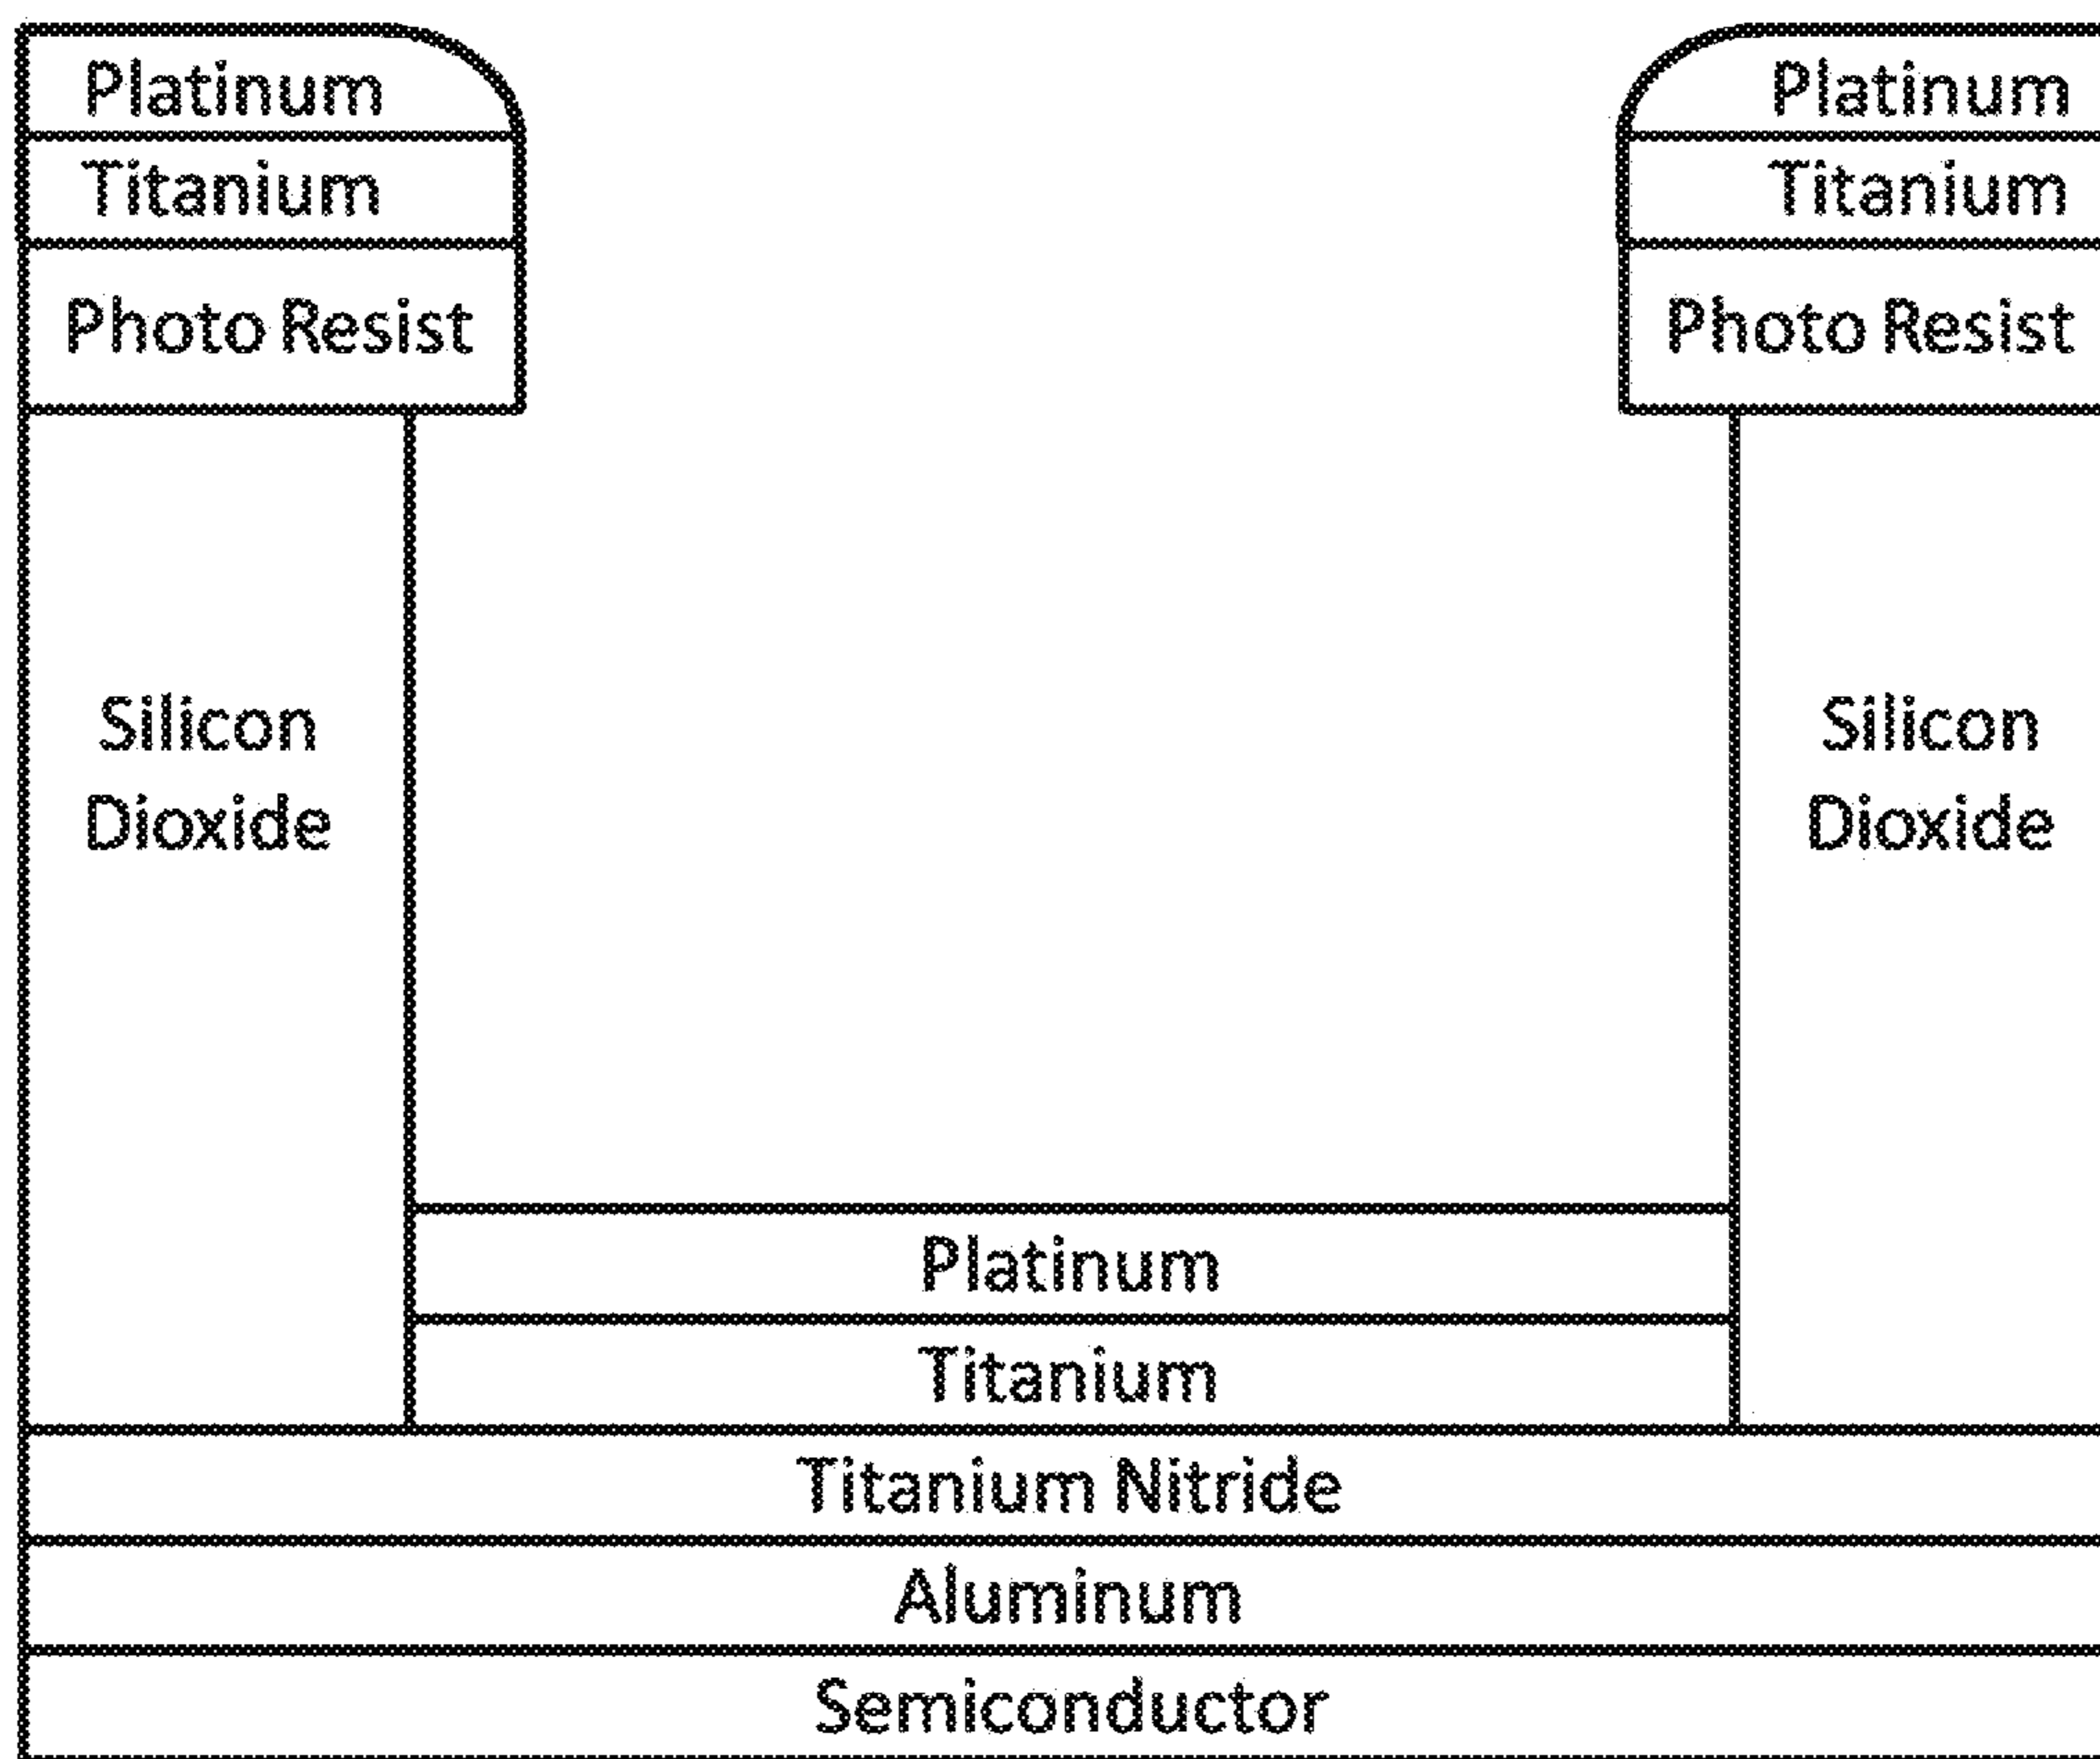 Platinum
Titanium
Photo Resist
Silicon
Dioxide
Platinum
Titanium
Photo Resist
Silicon
Dioxide
Platinum
Titanium
Titanium Nitride
Aluminum
Semiconductor